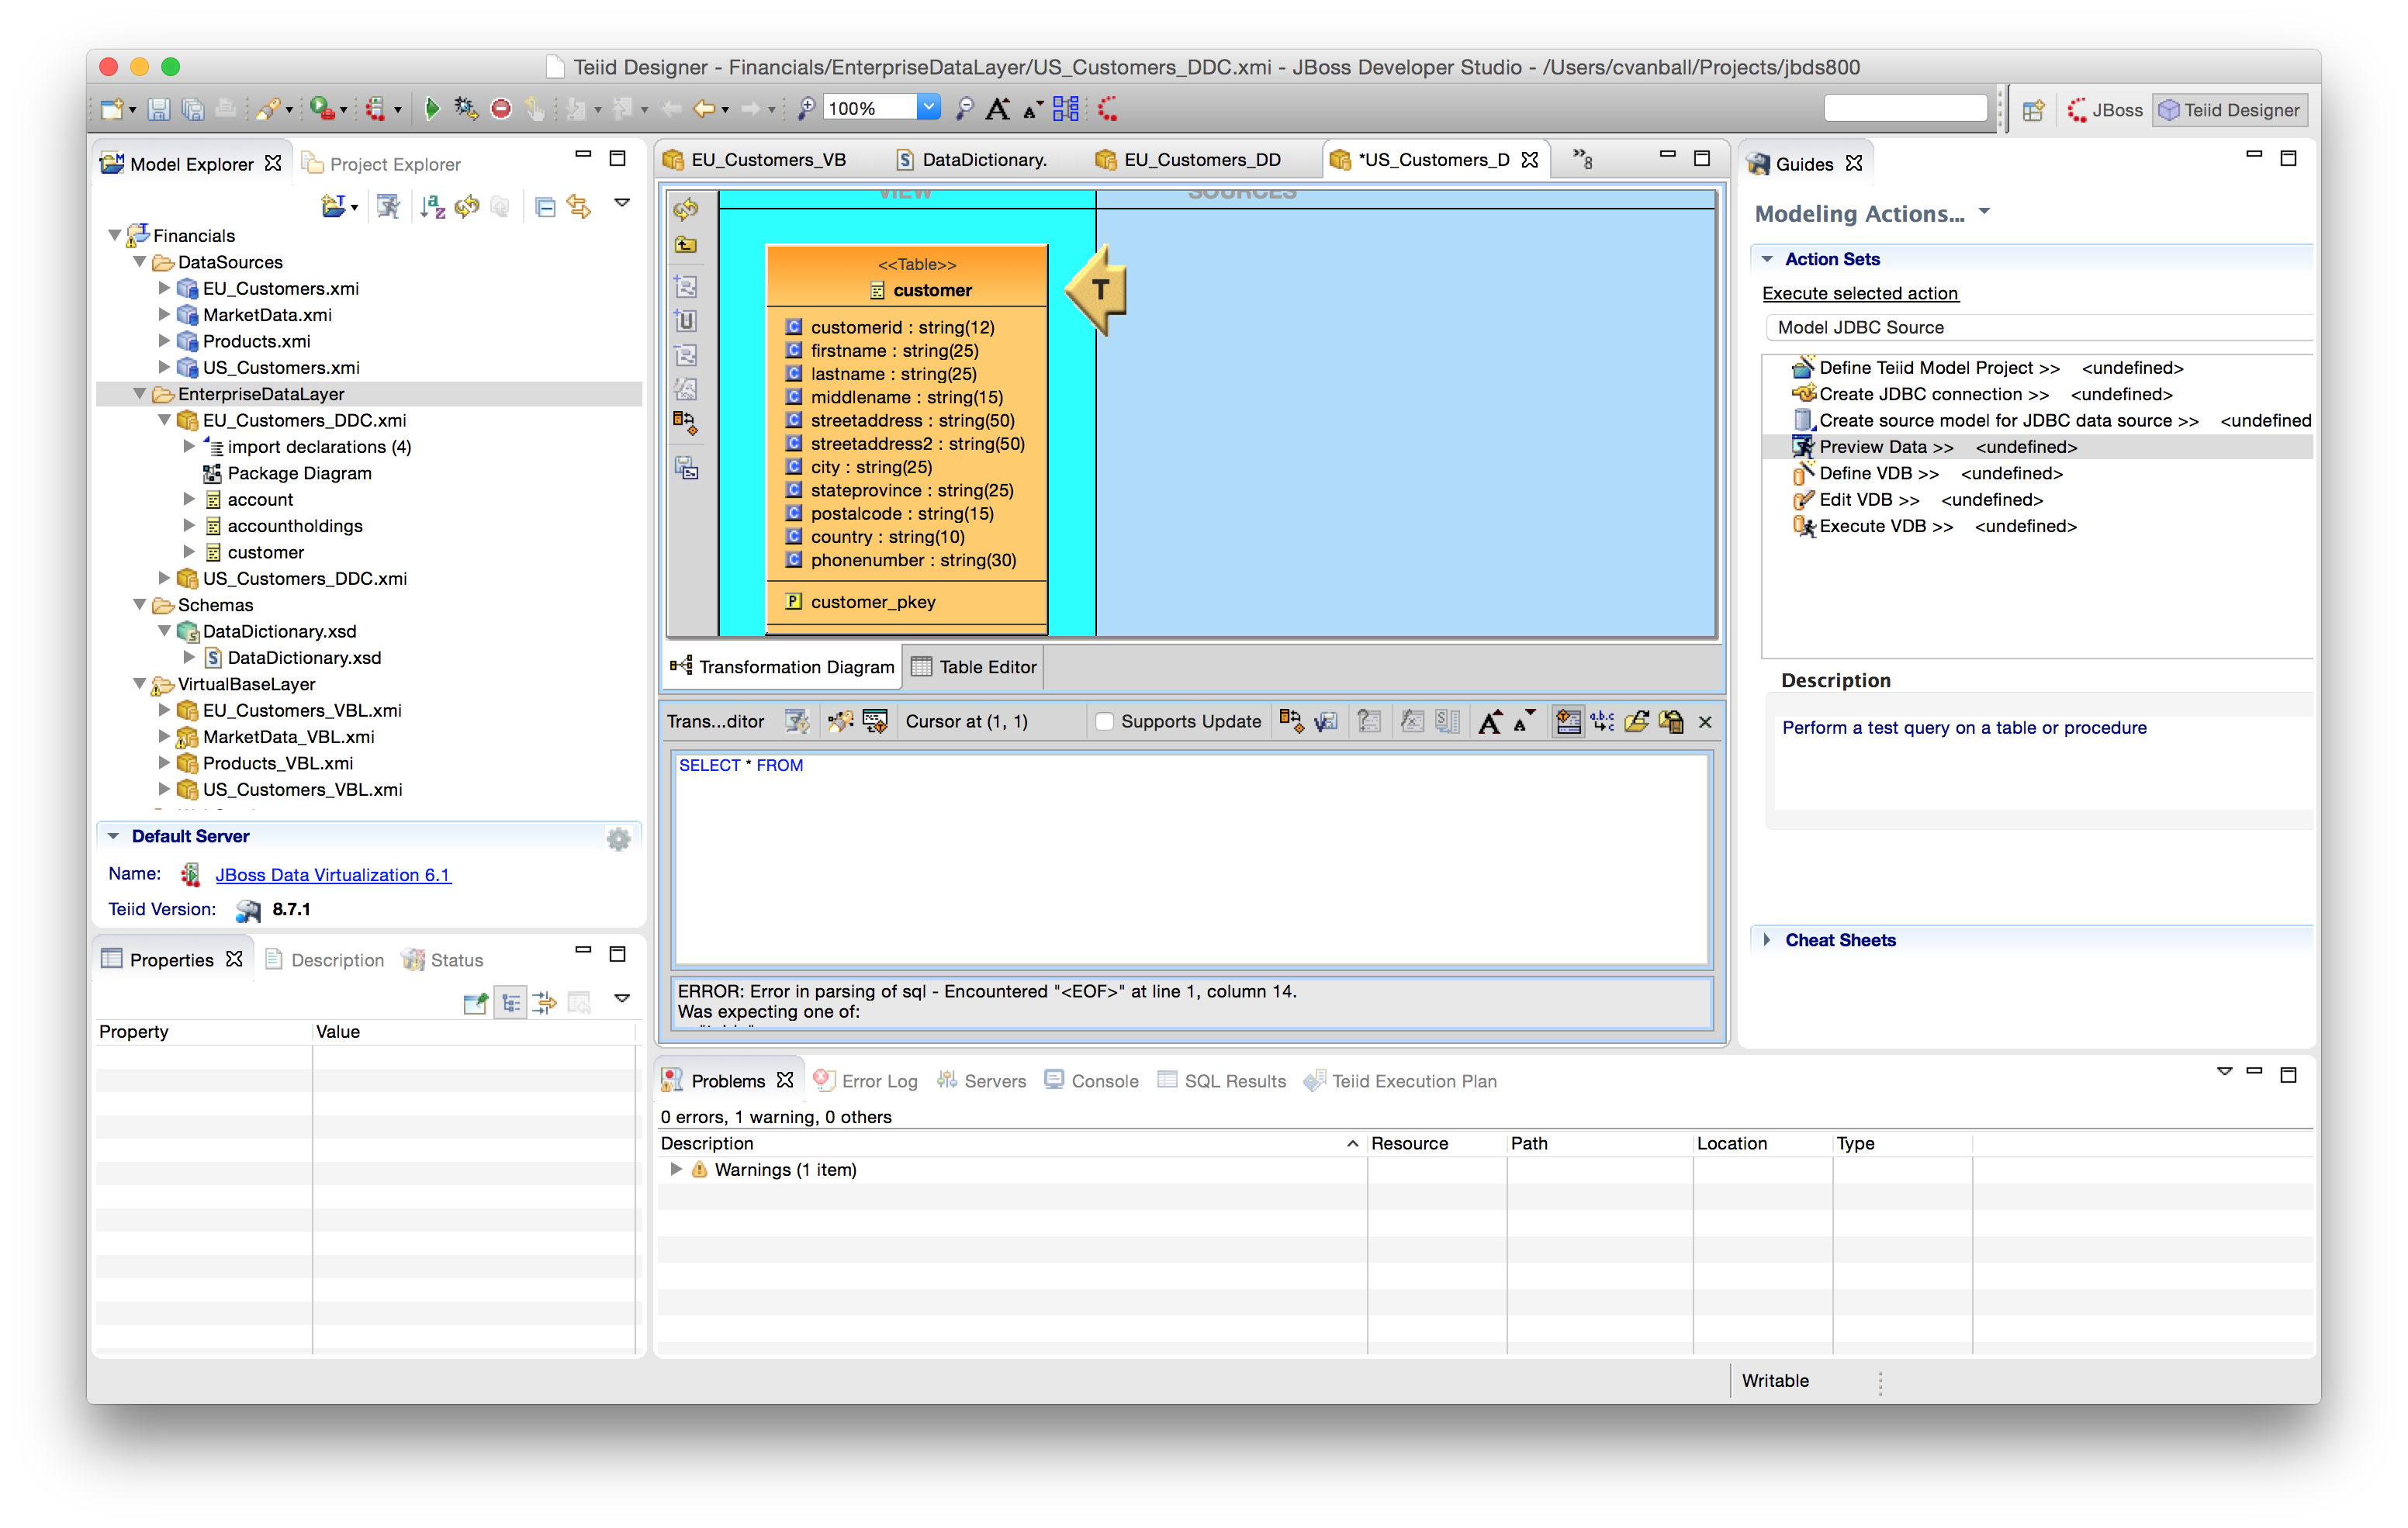 Teiid Designer - Financials/EnterpriseDataLayer/US_Customers_DDC.xmi - JBoss Developer Studio - /Users/cvanball/Projects/jbds800
100%
JBoss
Teiid Designer
Model Explorer
Project Explorer
Financials
DataSources
EU_Customers.xmi
MarketData.xmi
Products.xmi
US_Customers.xmi
EnterpriseDataLayer
EU_Customers_DDC.xmi
import declarations (4)
Package Diagram
account
accountholdings
customer
US_Customers_DDC.xmi
Schemas
DataDictionary.xsd
DataDictionary.xsd
VirtualBaseLayer
EU_Customers_VBL.xmi
MarketData_VBL.xmi
Products_VBL.xmi
US_Customers_VBL.xmi
Default Server
Name: JBoss Data Virtualization 6.1
Teiid Version: 8.7.1
Properties
Description
Status
Property Value
EU_Customers_VB
DataDictionary.
EU_Customers_DD
*US_Customers_D
»8
VIEW
SOURCES
<<Table>>
customer
T
customerid : string(12)
firstname : string(25)
lastname : string(25)
middlename : string(15)
streetaddress : string(50)
streetaddress2 : string(50)
city : string(25)
stateprovince : string(25)
postalcode : string(15)
country : string(10)
phonenumber : string(30)
customer_pkey
Transformation Diagram
Table Editor
Trans...ditor
Cursor at (1, 1)
Supports Update
SELECT * FROM
ERROR: Error in parsing of sql - Encountered "<EOF>" at line 1, column 14.
Was expecting one of:
Guides
Modeling Actions...
Action Sets
Execute selected action
Model JDBC Source
Define Teiid Model Project >> <undefined>
Create JDBC connection >> <undefined>
Create source model for JDBC data source >> <undefined
Preview Data >> <undefined>
Define VDB >> <undefined>
Edit VDB >> <undefined>
Execute VDB >> <undefined>
Description
Perform a test query on a table or procedure
Cheat Sheets
Problems
Error Log
Servers
Console
SQL Results
Teiid Execution Plan
0 errors, 1 warning, 0 others
Description Resource Path Location Type
Warnings (1 item)
Writable